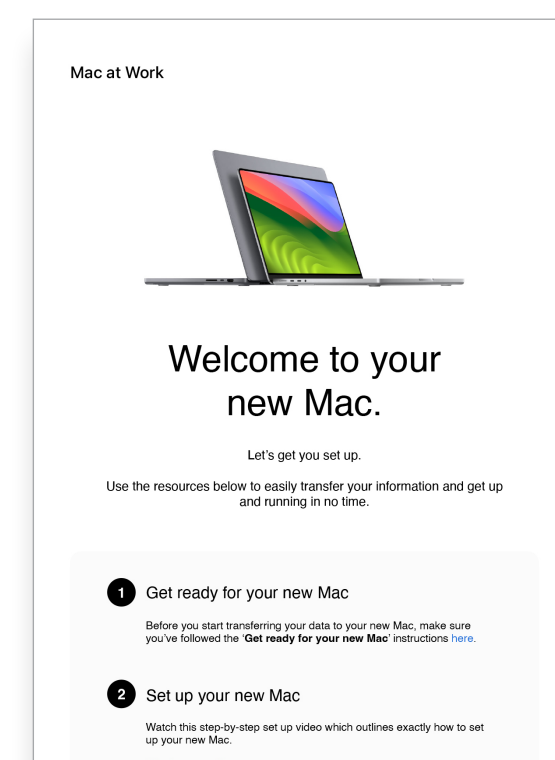 Mac at Work
Welcome to your
new Mac.
Let’s get you set up.
Use the resources below to easily transfer your information and get up
and running in no time.
1 Get ready for your new Mac
Before you start transferring your data to your new Mac, make sure
you’ve followed the ‘Get ready for your new Mac’ instructions here.
2 Set up your new Mac
Watch this step-by-step set up video which outlines exactly how to set
up your new Mac.